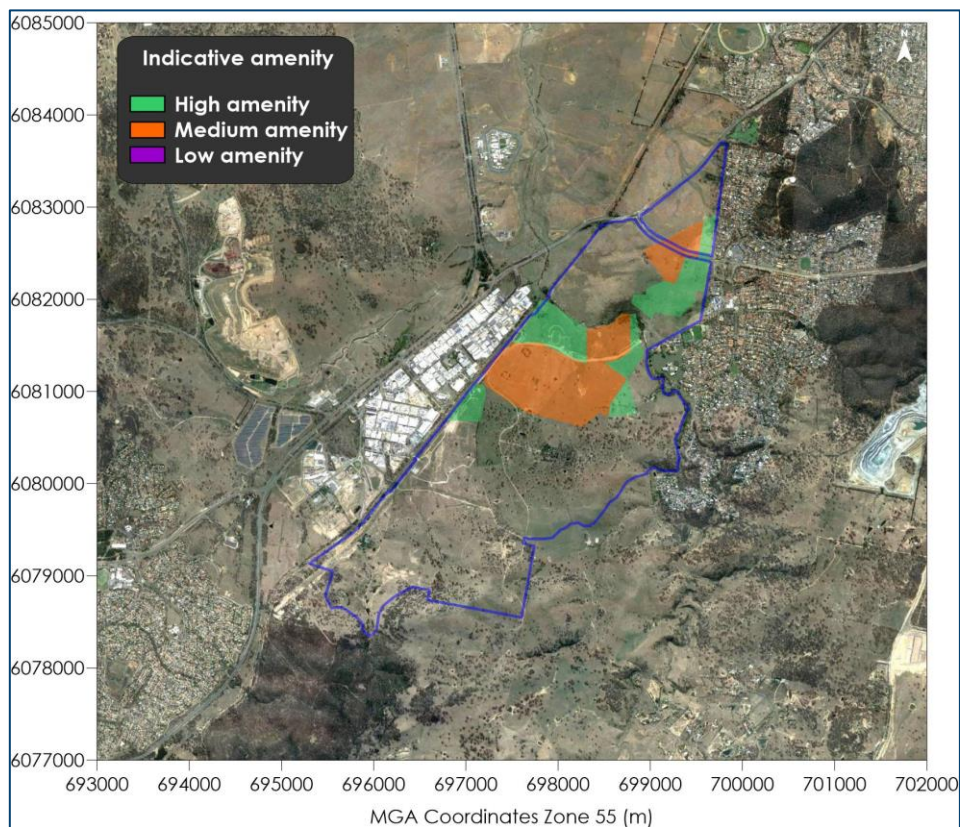 Indicative amenity
High amenity
Medium amenity
Low amenity
N
6085000
6084000
6083000
6082000
6081000
6080000
6079000
6078000
6077000
693000 694000 695000 696000 697000 698000 699000 700000 701000 702000
MGA Coordinates Zone 55 (m)